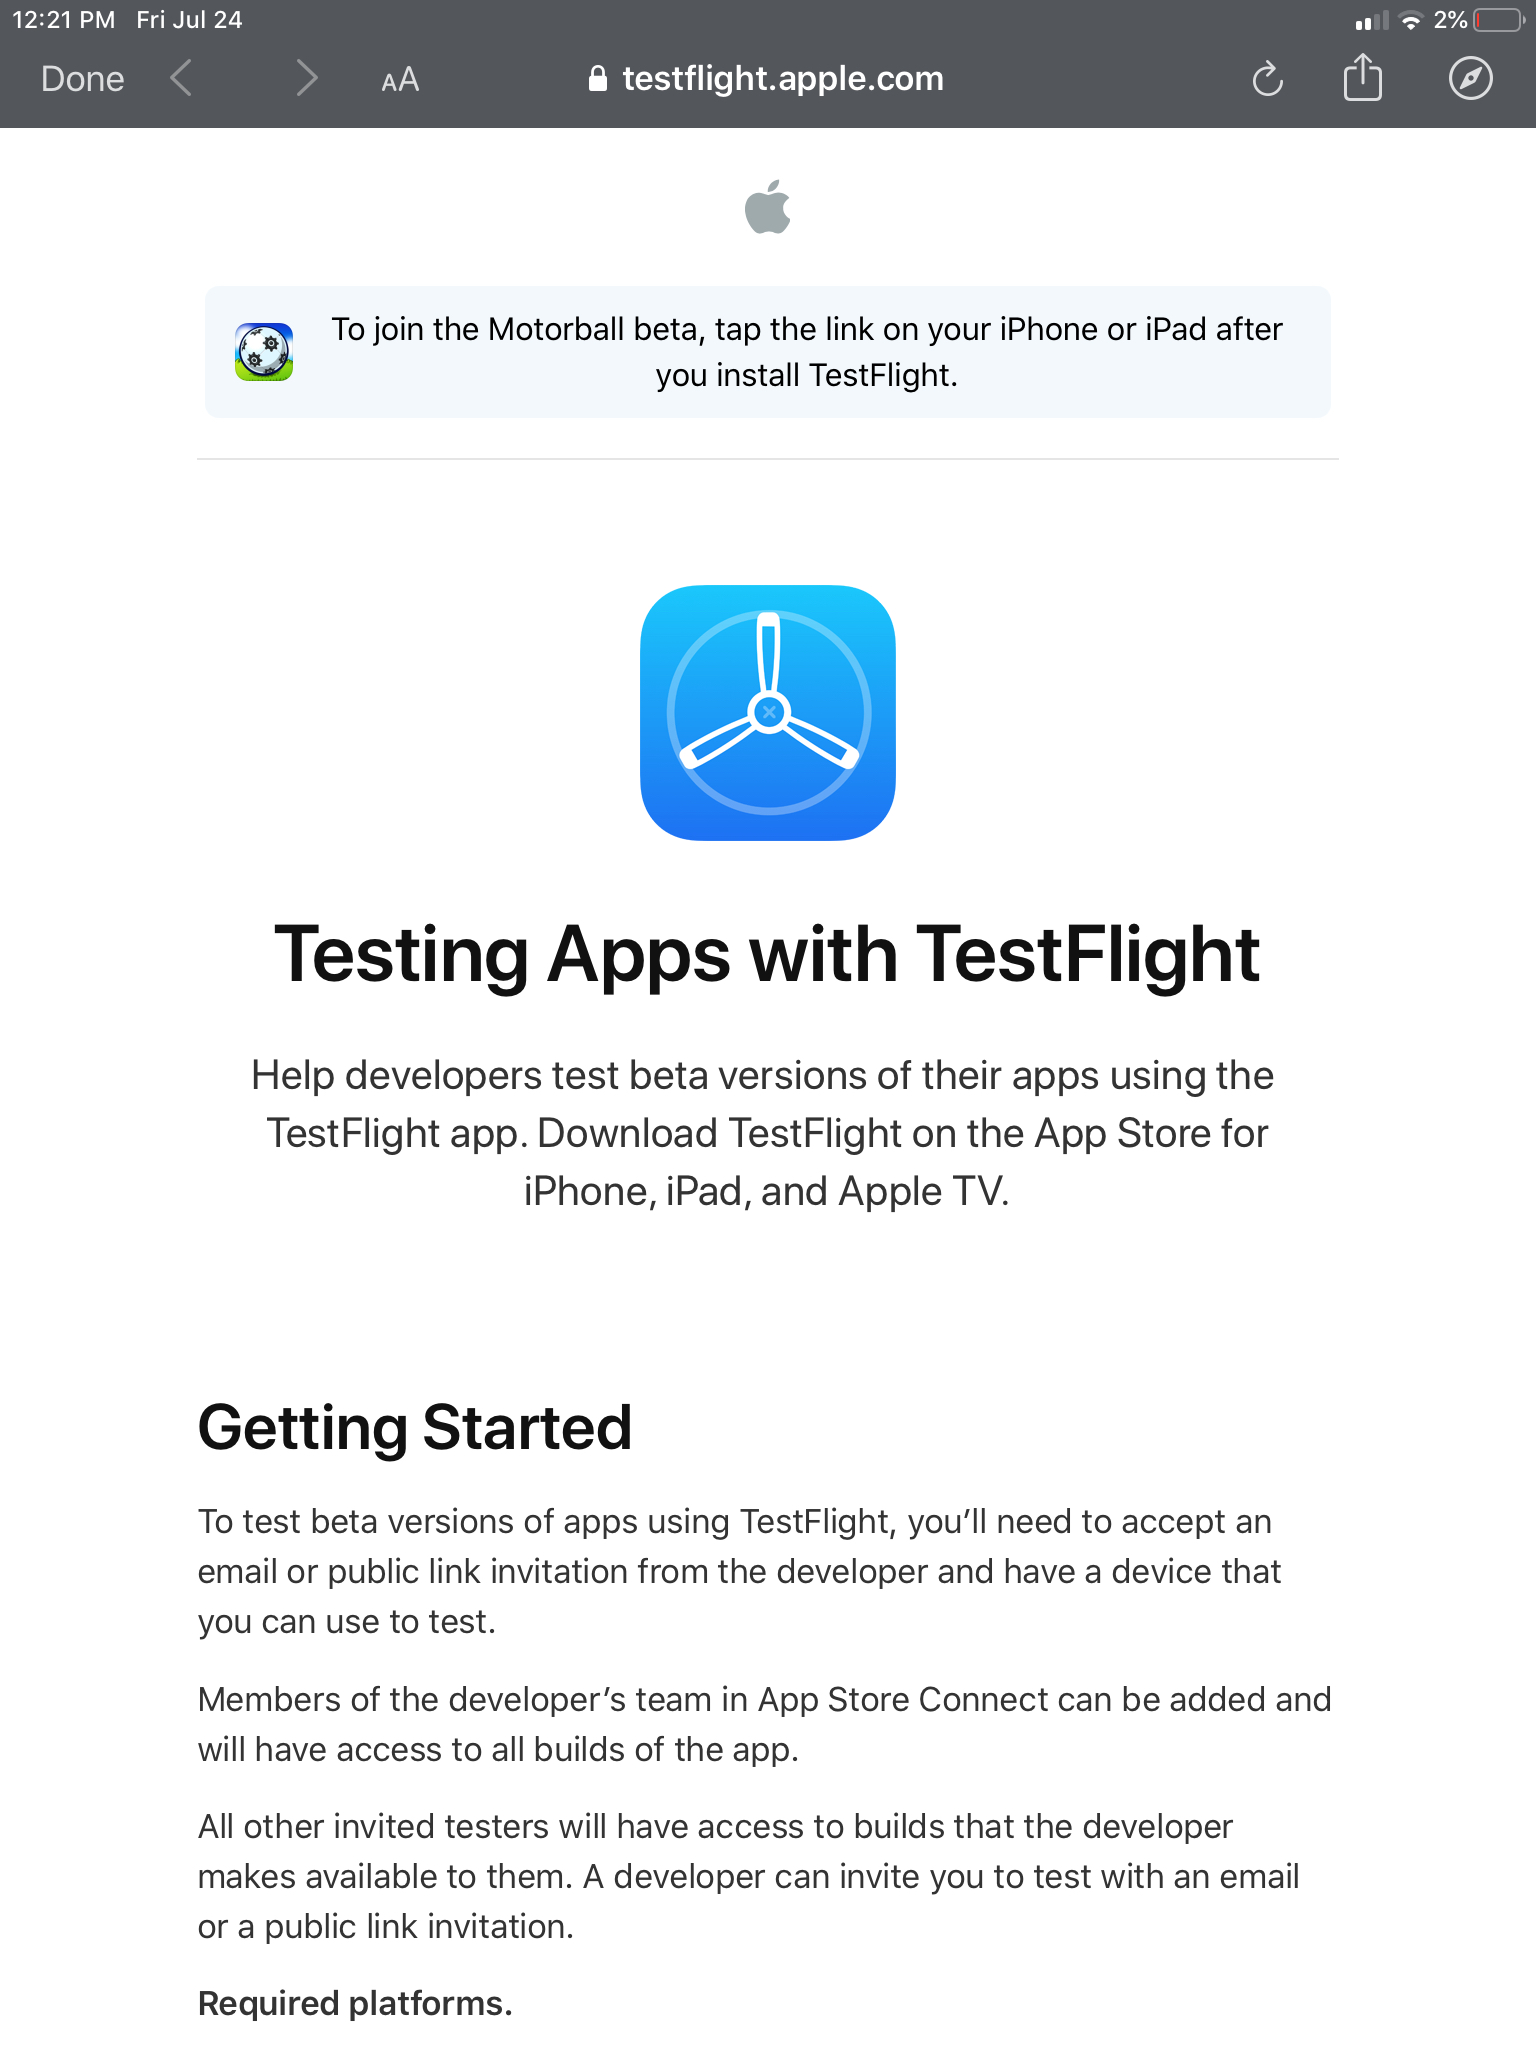 12:21 PM Fri Jul 24 2%
Done AA testflight.apple.com
To join the Motorball beta, tap the link on your iPhone or iPad after
you install TestFlight.
Testing Apps with TestFlight
Help developers test beta versions of their apps using the
TestFlight app. Download TestFlight on the App Store for
iPhone, iPad, and Apple TV.
Getting Started
To test beta versions of apps using TestFlight, you’ll need to accept an
email or public link invitation from the developer and have a device that
you can use to test.
Members of the developer’s team in App Store Connect can be added and
will have access to all builds of the app.
All other invited testers will have access to builds that the developer
makes available to them. A developer can invite you to test with an email
or a public link invitation.
Required platforms.